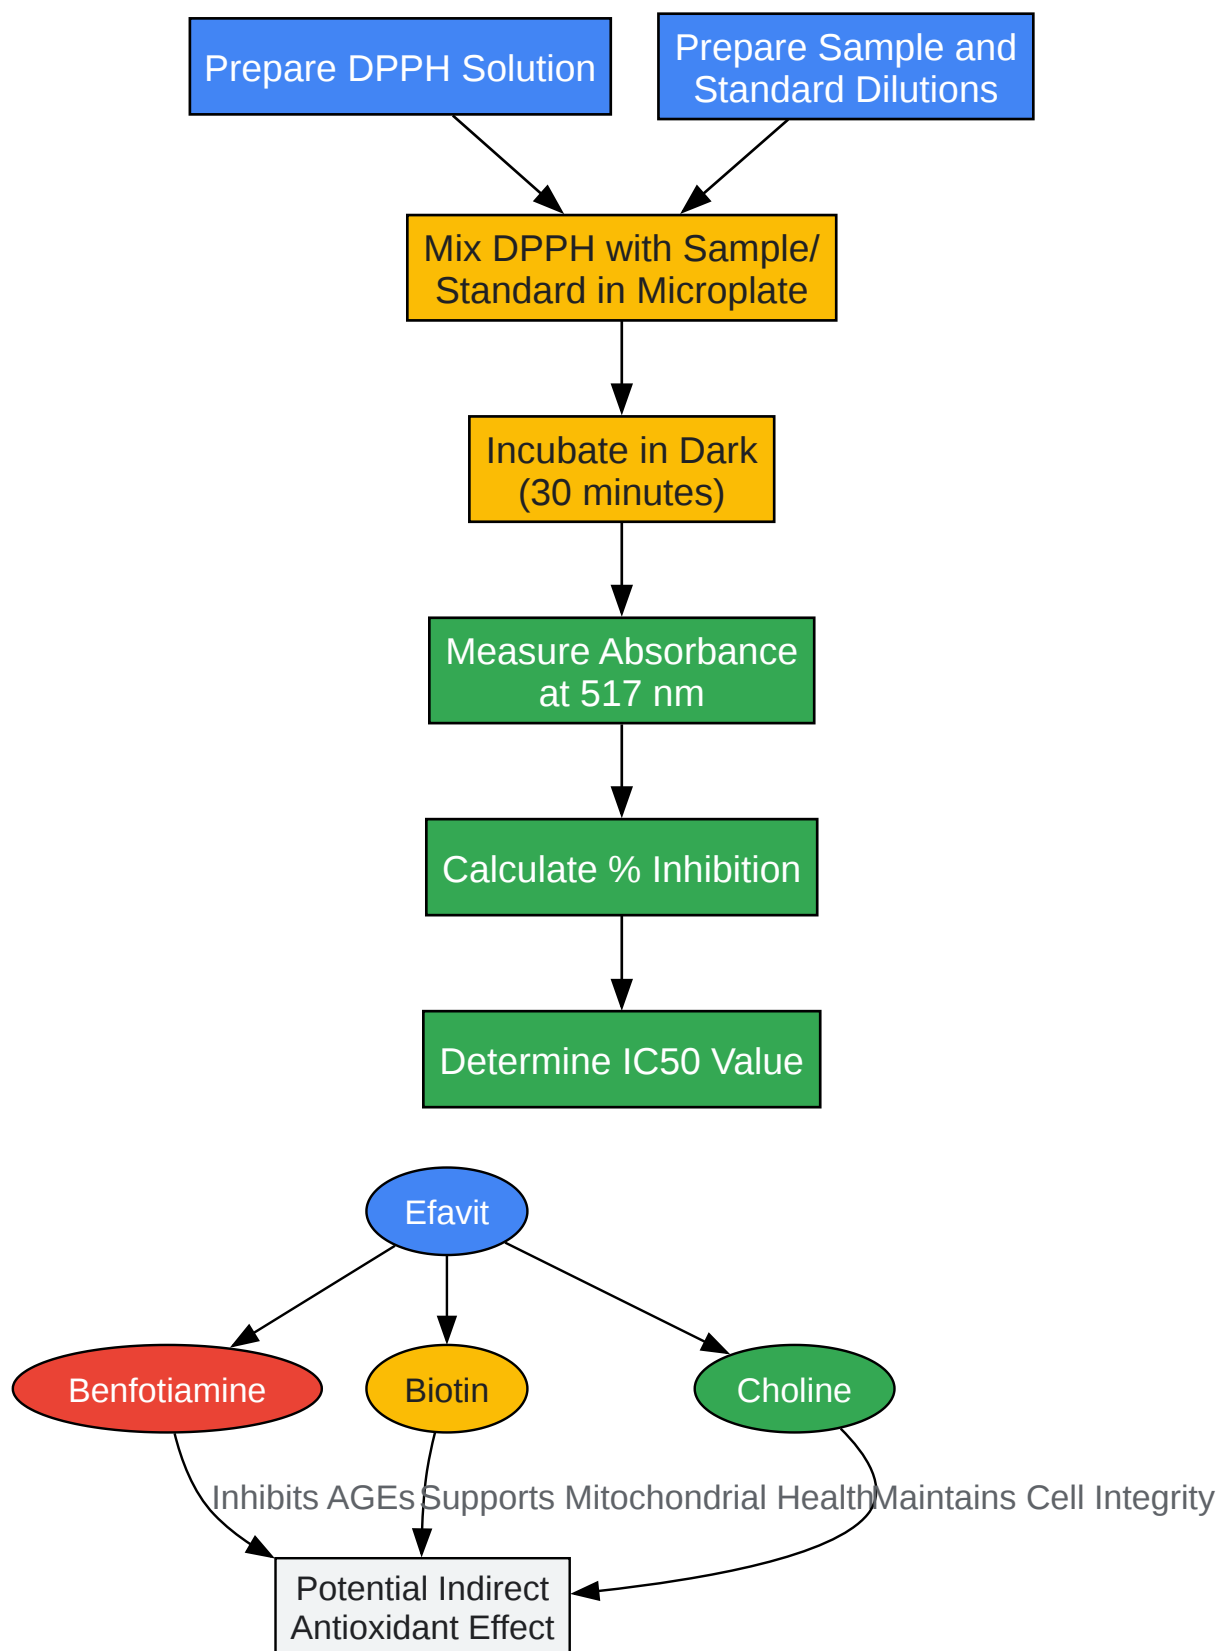 Prepare DPPH Solution
Prepare Sample and
Standard Dilutions
Mix DPPH with Sample/
Standard in Microplate
Incubate in Dark
(30 minutes)
Measure Absorbance
at 517 nm
Calculate % Inhibition
Determine IC50 Value
Efavit
Benfotiamine
Biotin
Choline
Inhibits AGEs
Supports Mitochondrial Health
Maintains Cell Integrity
Potential Indirect
Antioxidant Effect